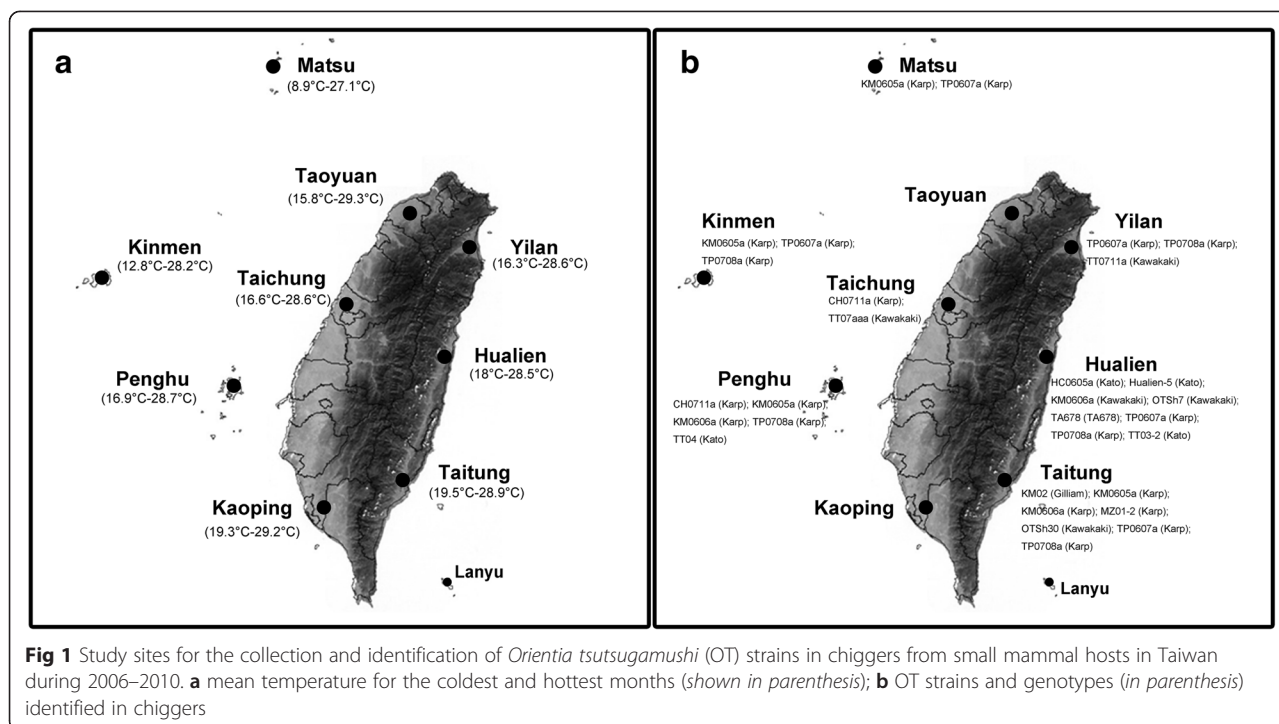 a
Matsu
(8.9°C-27.1°C)
Taoyuan
(15.8°C-29.3°C)
Kinmen
(12.8°C-28.2°C)
Yilan
(16.3°C-28.6°C)
Taichung
(16.6°C-28.6°C)
Hualien
(18°C-28.5°C)
Penghu
(16.9°C-28.7°C)
Taitung
(19.5°C-28.9°C)
Kaoping
(19.3°C-29.2°C)
Lanyu
b
Matsu
KM0605a (Karp); TP0607a (Karp)
Taoyuan
Kinmen
KM0605a (Karp); TP0607a (Karp);
TP0708a (Karp)
Yilan
TP0607a (Karp); TP0708a (Karp);
TT0711a (Kawakaki)
Taichung
CH0711a (Karp);
TT07aaa (Kawakaki)
Hualien
HC0605a (Kato); Hualien-5 (Kato);
KM0606a (Kawakaki); OTSh7 (Kawakaki);
TA678 (TA678); TP0607a (Karp);
TP0708a (Karp); TT03-2 (Kato)
Penghu
CH0711a (Karp); KM0605a (Karp);
KM0606a (Karp); TP0708a (Karp);
TT04 (Kato)
Taitung
KM02 (Gilliam); KM0605a (Karp);
KM0606a (Karp); MZ01-2 (Karp);
OTSh30 (Kawakaki); TP0607a (Karp);
TP0708a (Karp)
Kaoping
Lanyu
Fig 1 Study sites for the collection and identification of Orientia tsutsugamushi (OT) strains in chiggers from small mammal hosts in Taiwan
during 2006–2010. a mean temperature for the coldest and hottest months (shown in parenthesis); b OT strains and genotypes (in parenthesis)
identified in chiggers